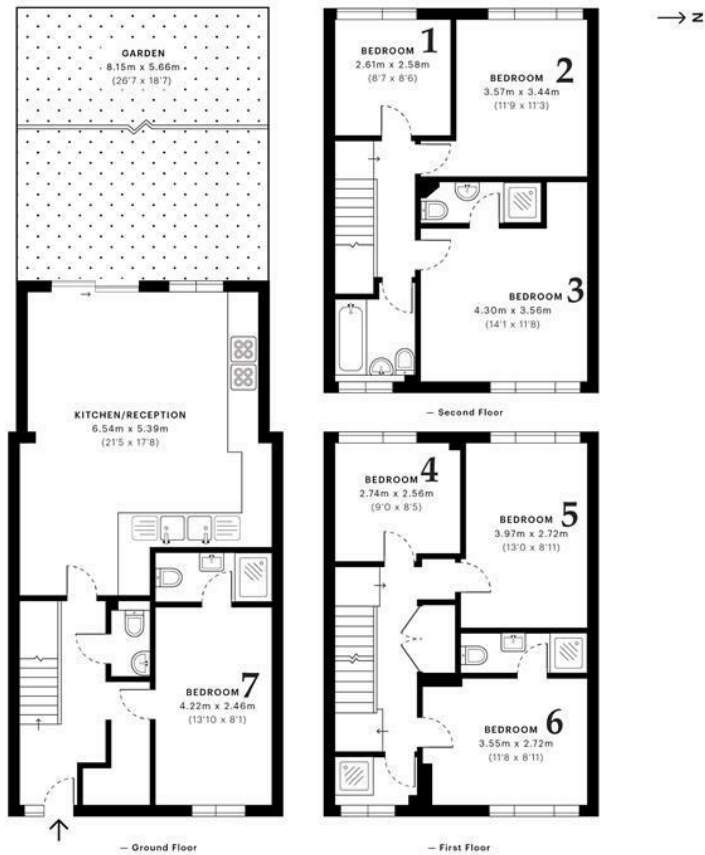 GARDEN
8.15m x 5.66m
(26'7 x 18'7)
KITCHEN/RECEPTION
6.54m x 5.39m
(21'5 x 17'8)
BEDROOM 7
4.22m x 2.46m
(13'10 x 8'1)
— Ground Floor
BEDROOM 1
2.61m x 2.58m
(8'7 x 8'6)
BEDROOM 2
3.57m x 3.44m
(11'9 x 11'3)
BEDROOM 3
4.30m x 3.56m
(14'1 x 11'8)
— Second Floor
BEDROOM 4
2.74m x 2.56m
(9'0 x 8'5)
BEDROOM 5
3.97m x 2.72m
(13'0 x 8'11)
BEDROOM 6
3.55m x 2.72m
(11'8 x 8'11)
— First Floor
N